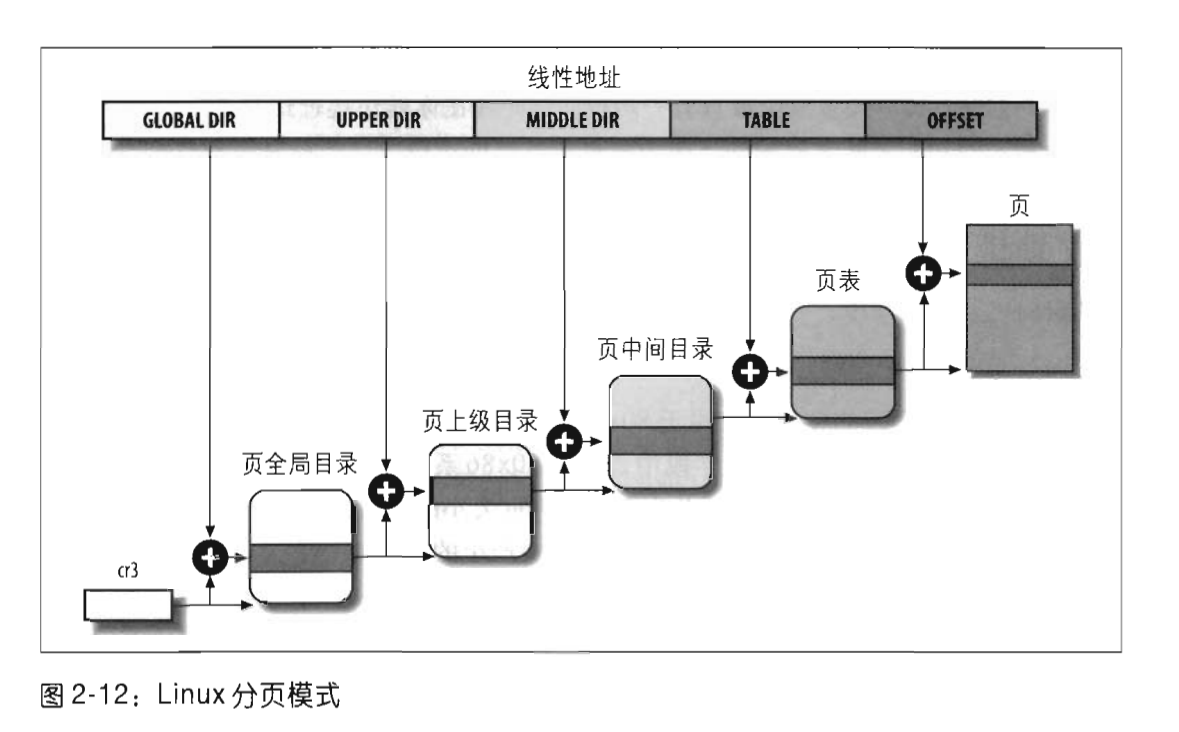 线性地址
GLOBAL DIR
UPPER DIR
MIDDLE DIR
TABLE
OFFSET
页
页表
页中间目录
页上级目录
页全局目录
cr3
图 2-12：Linux 分页模式